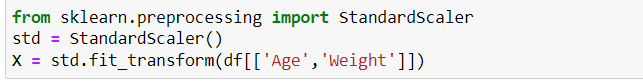 from sklearn.preprocessing import StandardScaler
std = StandardScaler()
X = std.fit_transform(df[['Age','Weight']])